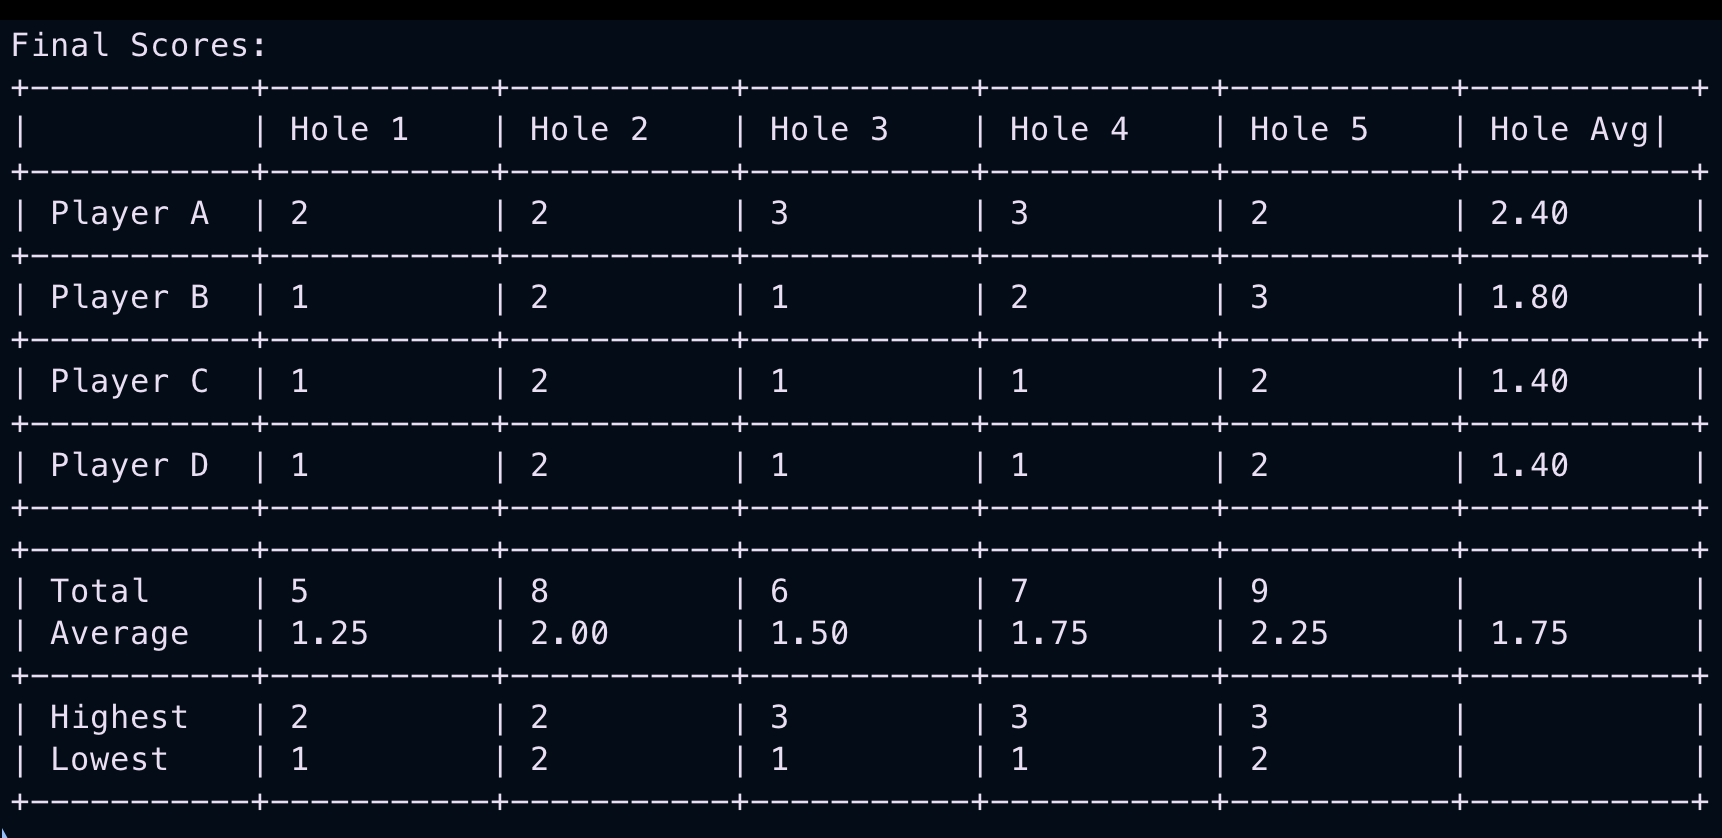 Final Scores:
+-----------+-----------+-----------+-----------+-----------+-----------+-----------+
|           | Hole 1    | Hole 2    | Hole 3    | Hole 4    | Hole 5    | Hole Avg|
+-----------+-----------+-----------+-----------+-----------+-----------+-----------+
| Player A  | 2         | 2         | 3         | 3         | 2         | 2.40      |
+-----------+-----------+-----------+-----------+-----------+-----------+-----------+
| Player B  | 1         | 2         | 1         | 2         | 3         | 1.80      |
+-----------+-----------+-----------+-----------+-----------+-----------+-----------+
| Player C  | 1         | 2         | 1         | 1         | 2         | 1.40      |
+-----------+-----------+-----------+-----------+-----------+-----------+-----------+
| Player D  | 1         | 2         | 1         | 1         | 2         | 1.40      |
+-----------+-----------+-----------+-----------+-----------+-----------+-----------+
+-----------+-----------+-----------+-----------+-----------+-----------+-----------+
| Total     | 5         | 8         | 6         | 7         | 9         |           |
| Average   | 1.25      | 2.00      | 1.50      | 1.75      | 2.25      | 1.75      |
+-----------+-----------+-----------+-----------+-----------+-----------+-----------+
| Highest   | 2         | 2         | 3         | 3         | 3         |           |
| Lowest    | 1         | 2         | 1         | 1         | 2         |           |
+-----------+-----------+-----------+-----------+-----------+-----------+-----------+